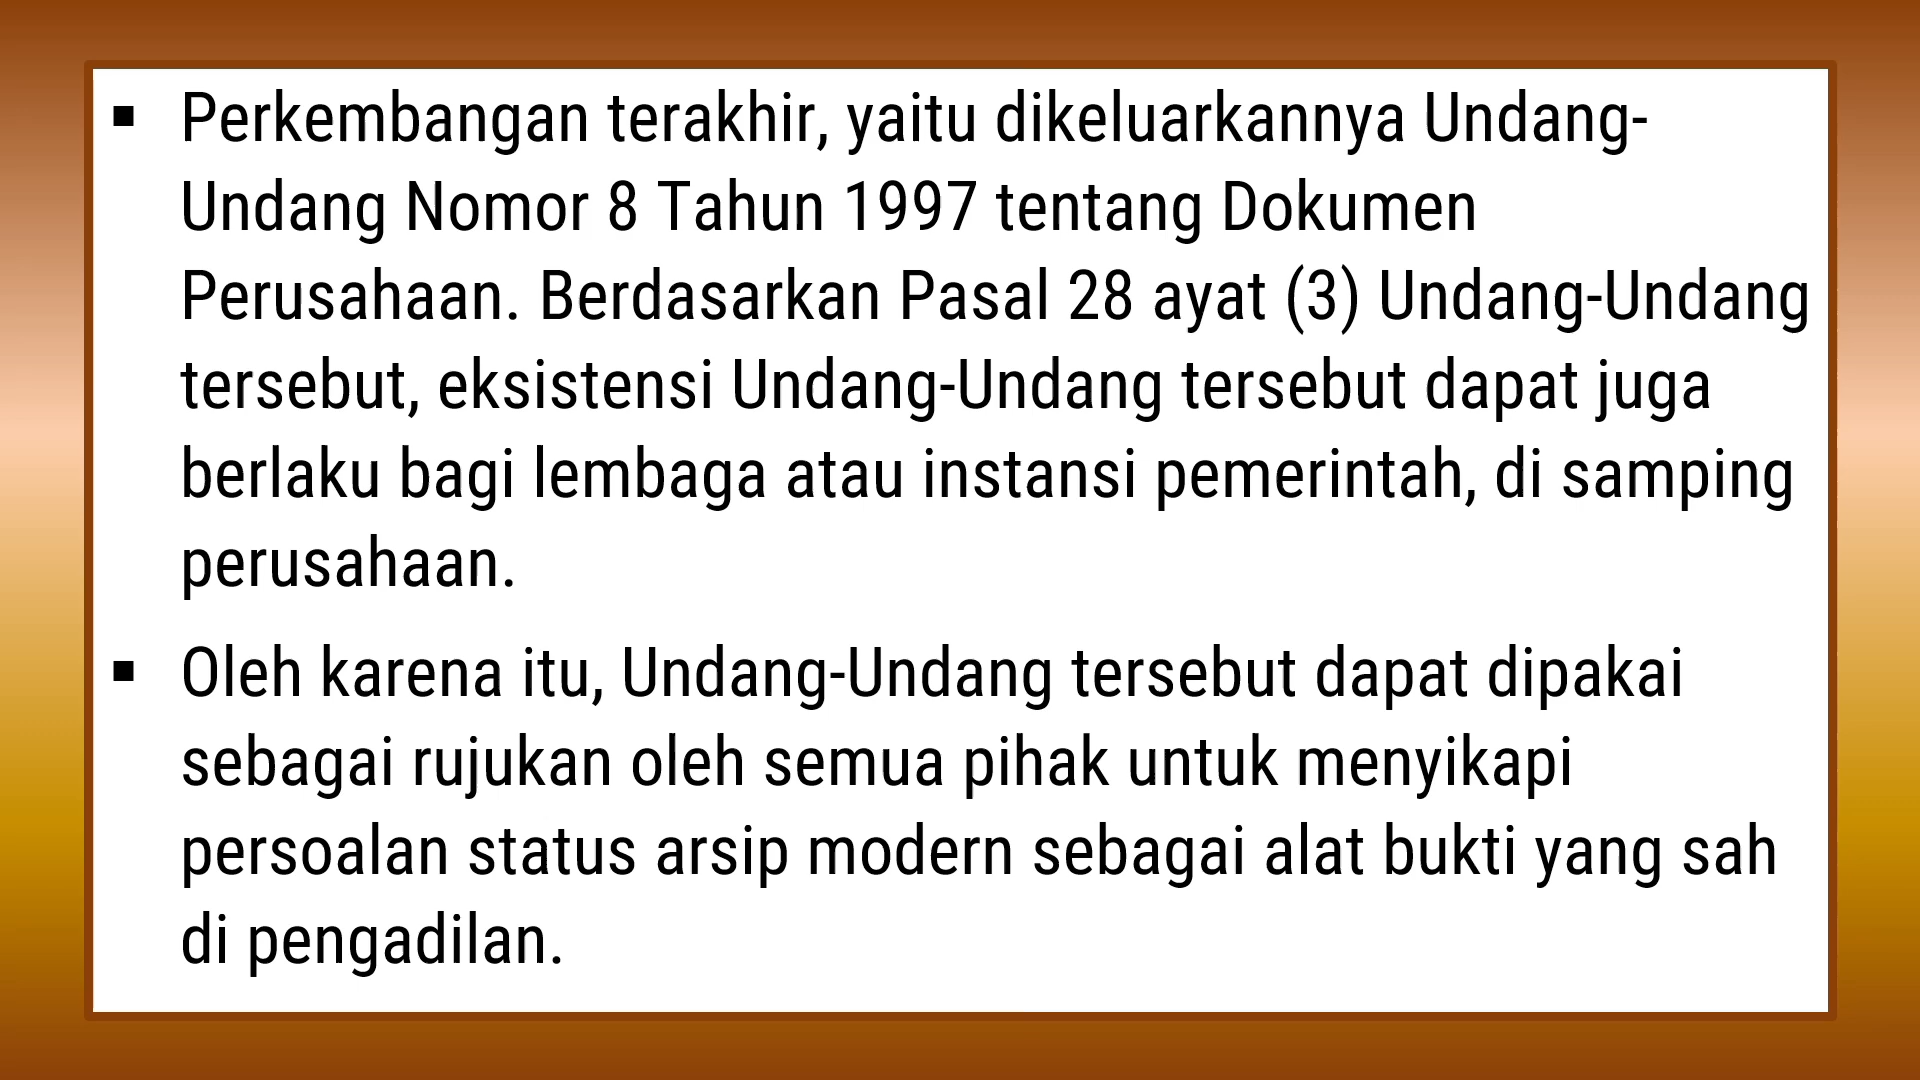 ▪ Perkembangan terakhir, yaitu dikeluarkannya Undang-
Undang Nomor 8 Tahun 1997 tentang Dokumen
Perusahaan. Berdasarkan Pasal 28 ayat (3) Undang-Undang
tersebut, eksistensi Undang-Undang tersebut dapat juga
berlaku bagi lembaga atau instansi pemerintah, di samping
perusahaan.
▪ Oleh karena itu, Undang-Undang tersebut dapat dipakai
sebagai rujukan oleh semua pihak untuk menyikapi
persoalan status arsip modern sebagai alat bukti yang sah
di pengadilan.